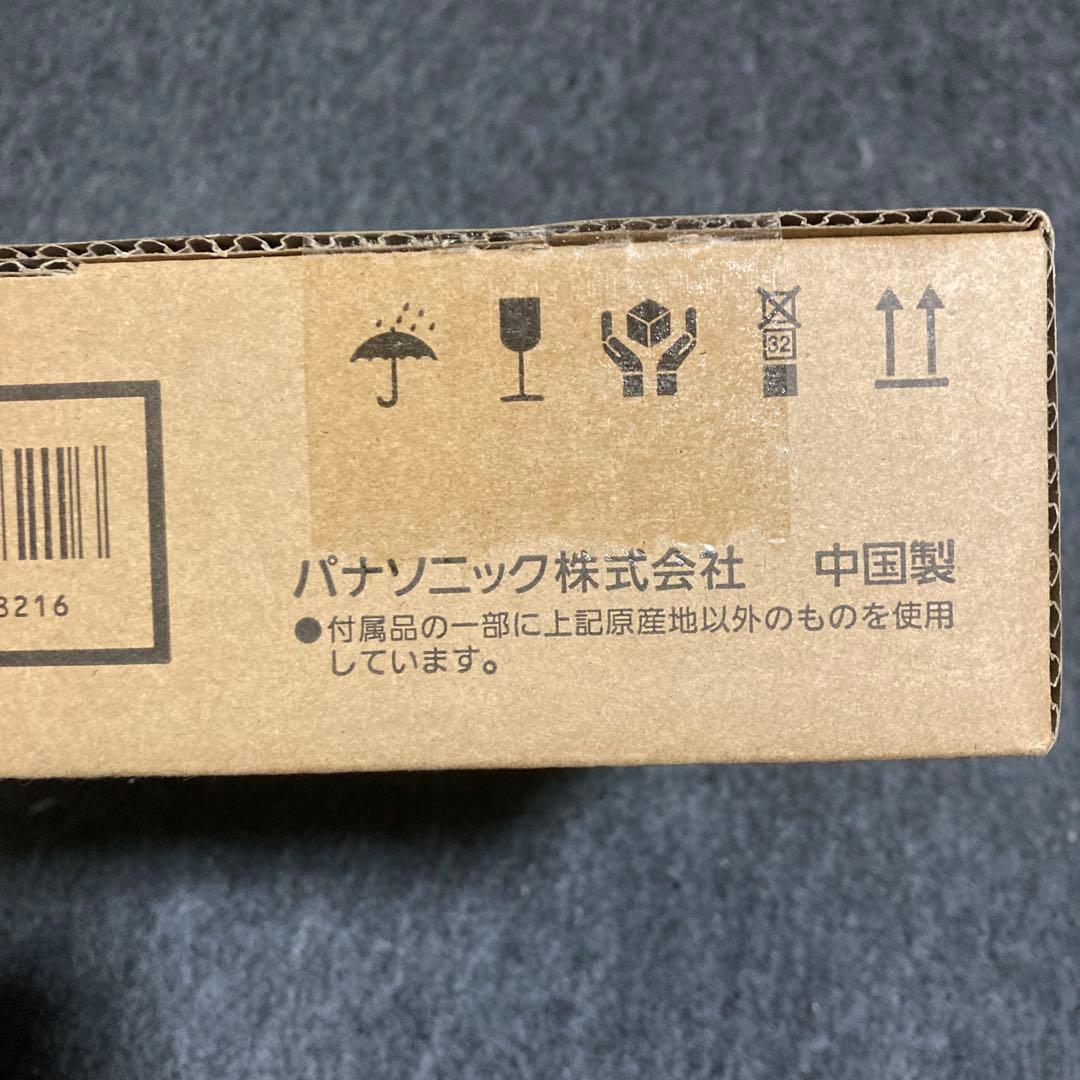 32
パナソニック株式会社 中国製
●付属品の一部に上記原産地以外のものを使用
しています。
3216